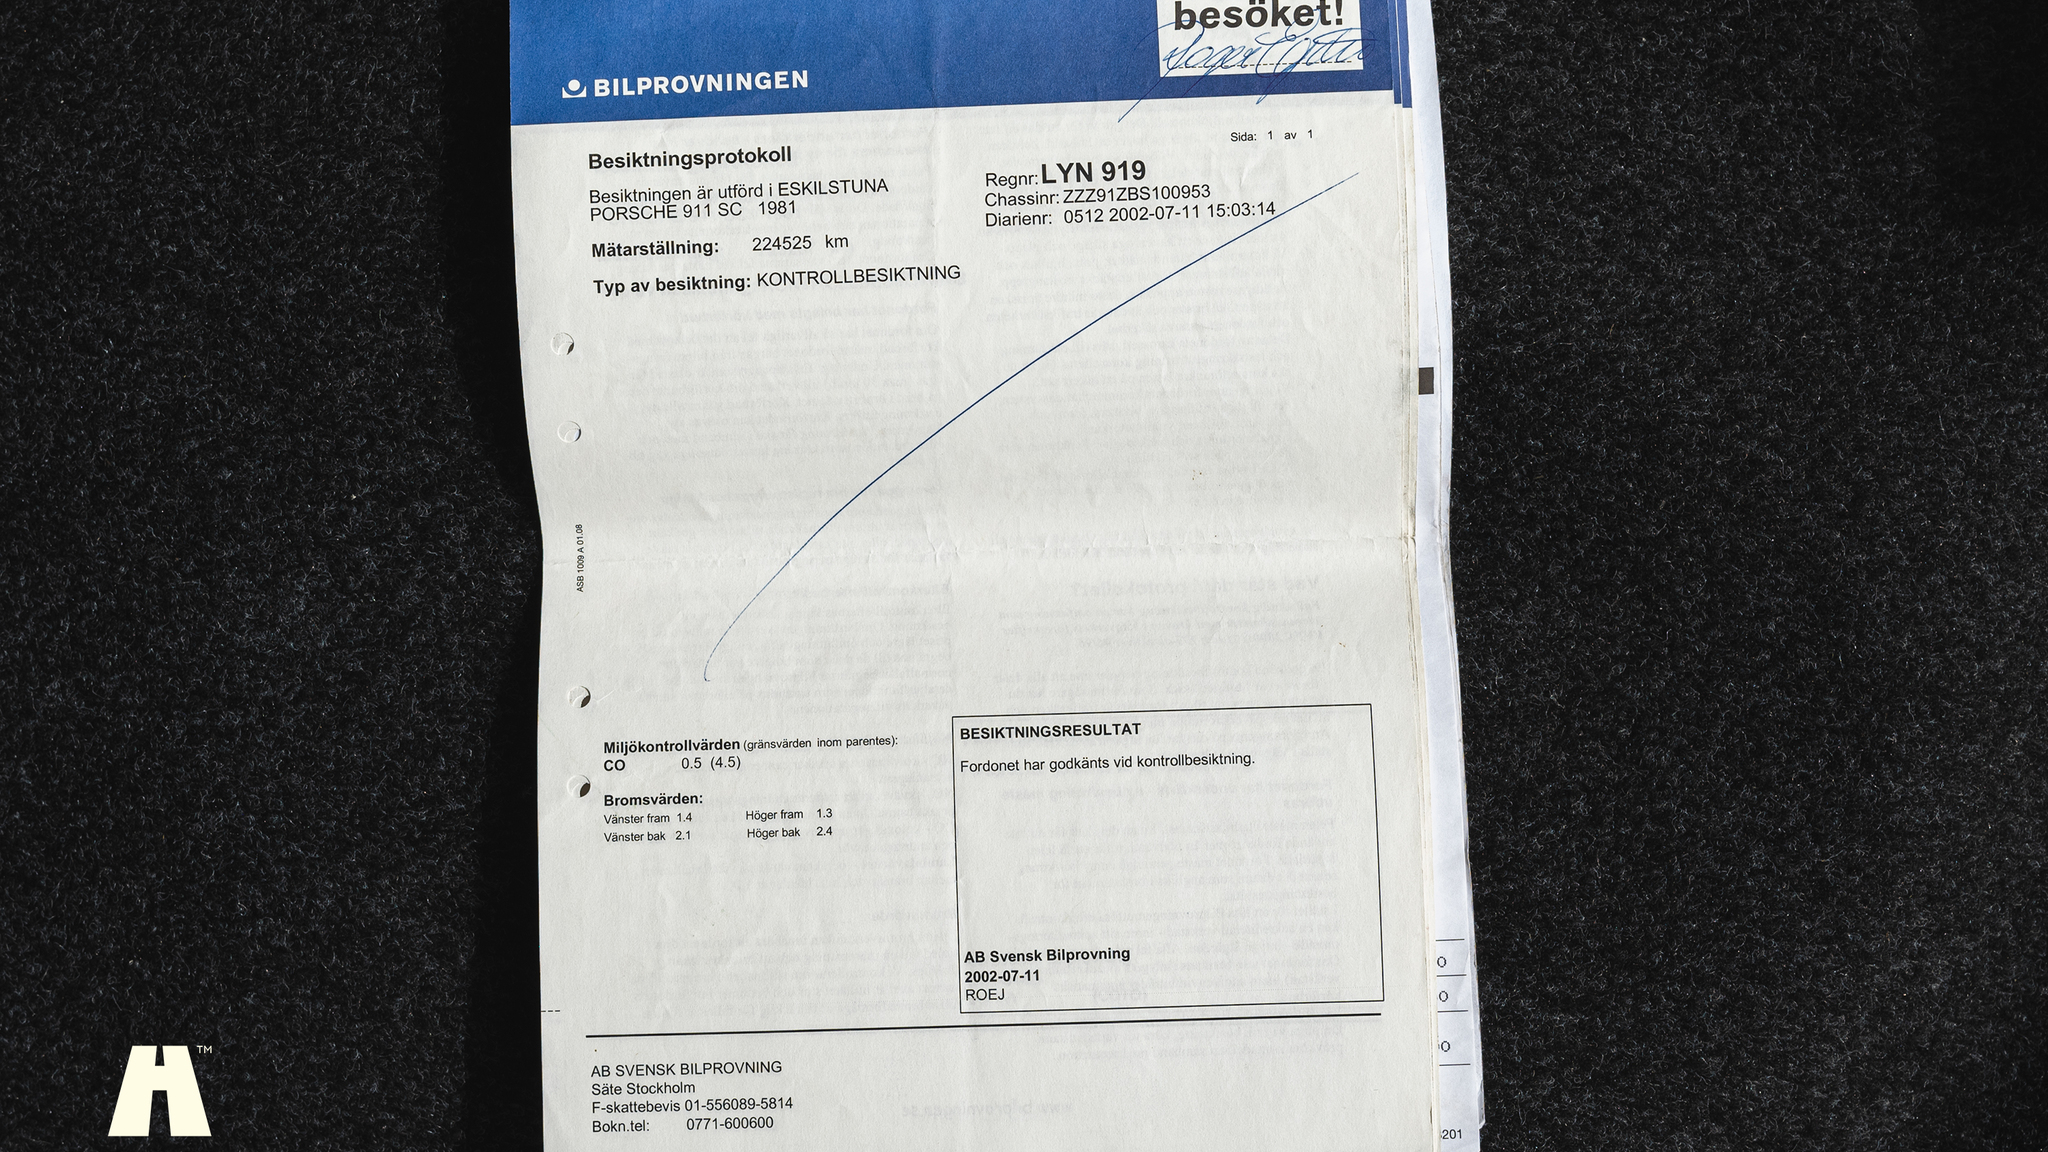 besöket!
BILPROVNINGEN
Sida: 1 av 1
Besiktningsprotokoll
Besiktningen är utförd i ESKILSTUNA
PORSCHE 911 SC 1981
Mätarställning: 224525 km
Typ av besiktning: KONTROLLBESIKTNING
Regnr: LYN 919
Chassinr: ZZZ91ZBS100953
Diarienr: 0512 2002-07-11 15:03:14
ASB 1009 A 01.08
Miljökontrollvärden (gränsvärden inom parentes):
CO 0.5 (4.5)
Bromsvärden:
Vänster fram 1.4 Höger fram 1.3
Vänster bak 2.1 Höger bak 2.4
BESIKTNINGSRESULTAT
Fordonet har godkänts vid kontrollbesiktning.
AB Svensk Bilprovning
2002-07-11
ROEJ
AB SVENSK BILPROVNING
Säte Stockholm
F-skattebevis 01-556089-5814
Bokn.tel: 0771-600600
201
H™